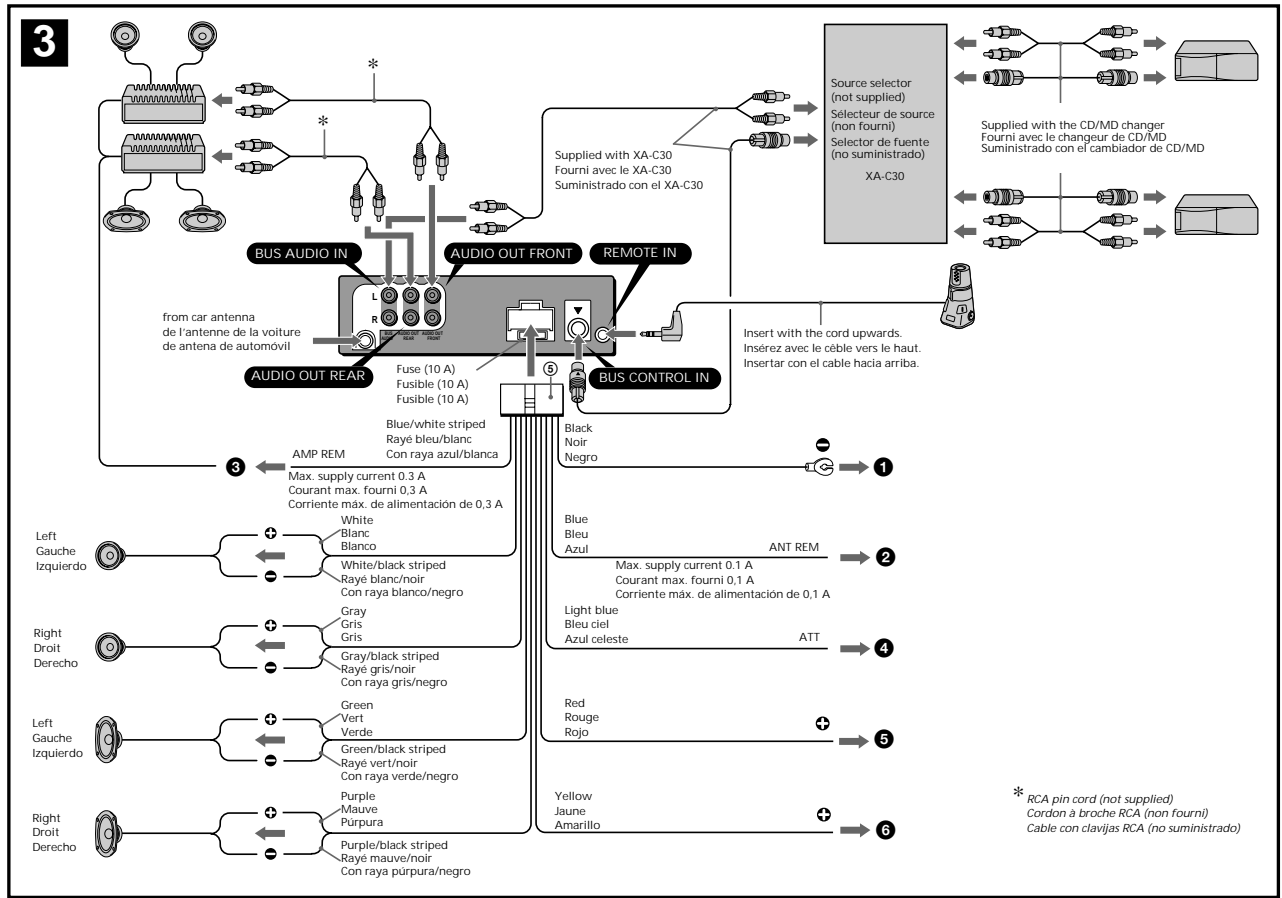 3
*
*
Source selector
(not supplied)
Sélecteur de source
(non fourni)
Selector de fuente
(no suministrado)
XA-C30
Supplied with the CD/MD changer
Fourni avec le changeur de CD/MD
Suministrado con el cambiador de CD/MD
Supplied with XA-C30
Fourni avec le XA-C30
Suministrado con el XA-C30
BUS AUDIO IN
AUDIO OUT FRONT
REMOTE IN
L
R
BUS
AUDIO IN
AUDIO OUT
REAR
AUDIO OUT
FRONT
from car antenna
de l'antenne de la voiture
de antena de automóvil
Insert with the cord upwards.
Insérez avec le cêble vers le haut.
Insertar con el cable hacia arriba.
AUDIO OUT REAR
Fuse (10 A)
Fusible (10 A)
Fusible (10 A)
5
BUS CONTROL IN
Blue/white striped
Rayé bleu/blanc
Con raya azul/blanca
AMP REM
3
Max. supply current 0.3 A
Courant max. fourni 0,3 A
Corriente máx. de alimentación de 0,3 A
Black
Noir
Negro
1
Left
Gauche
Izquierdo
White
Blanc
Blanco
White/black striped
Rayé blanc/noir
Con raya blanco/negro
Blue
Bleu
Azul
ANT REM
2
Max. supply current 0.1 A
Courant max. fourni 0,1 A
Corriente máx. de alimentación de 0,1 A
Right
Droit
Derecho
Gray
Gris
Gris
Gray/black striped
Rayé gris/noir
Con raya gris/negro
Light blue
Bleu ciel
Azul celeste
ATT
4
Left
Gauche
Izquierdo
Green
Vert
Verde
Green/black striped
Rayé vert/noir
Con raya verde/negro
Red
Rouge
Rojo
5
Right
Droit
Derecho
Purple
Mauve
Púrpura
Purple/black striped
Rayé mauve/noir
Con raya púrpura/negro
Yellow
Jaune
Amarillo
6
* RCA pin cord (not supplied)
Cordon à broche RCA (non fourni)
Cable con clavijas RCA (no suministrado)